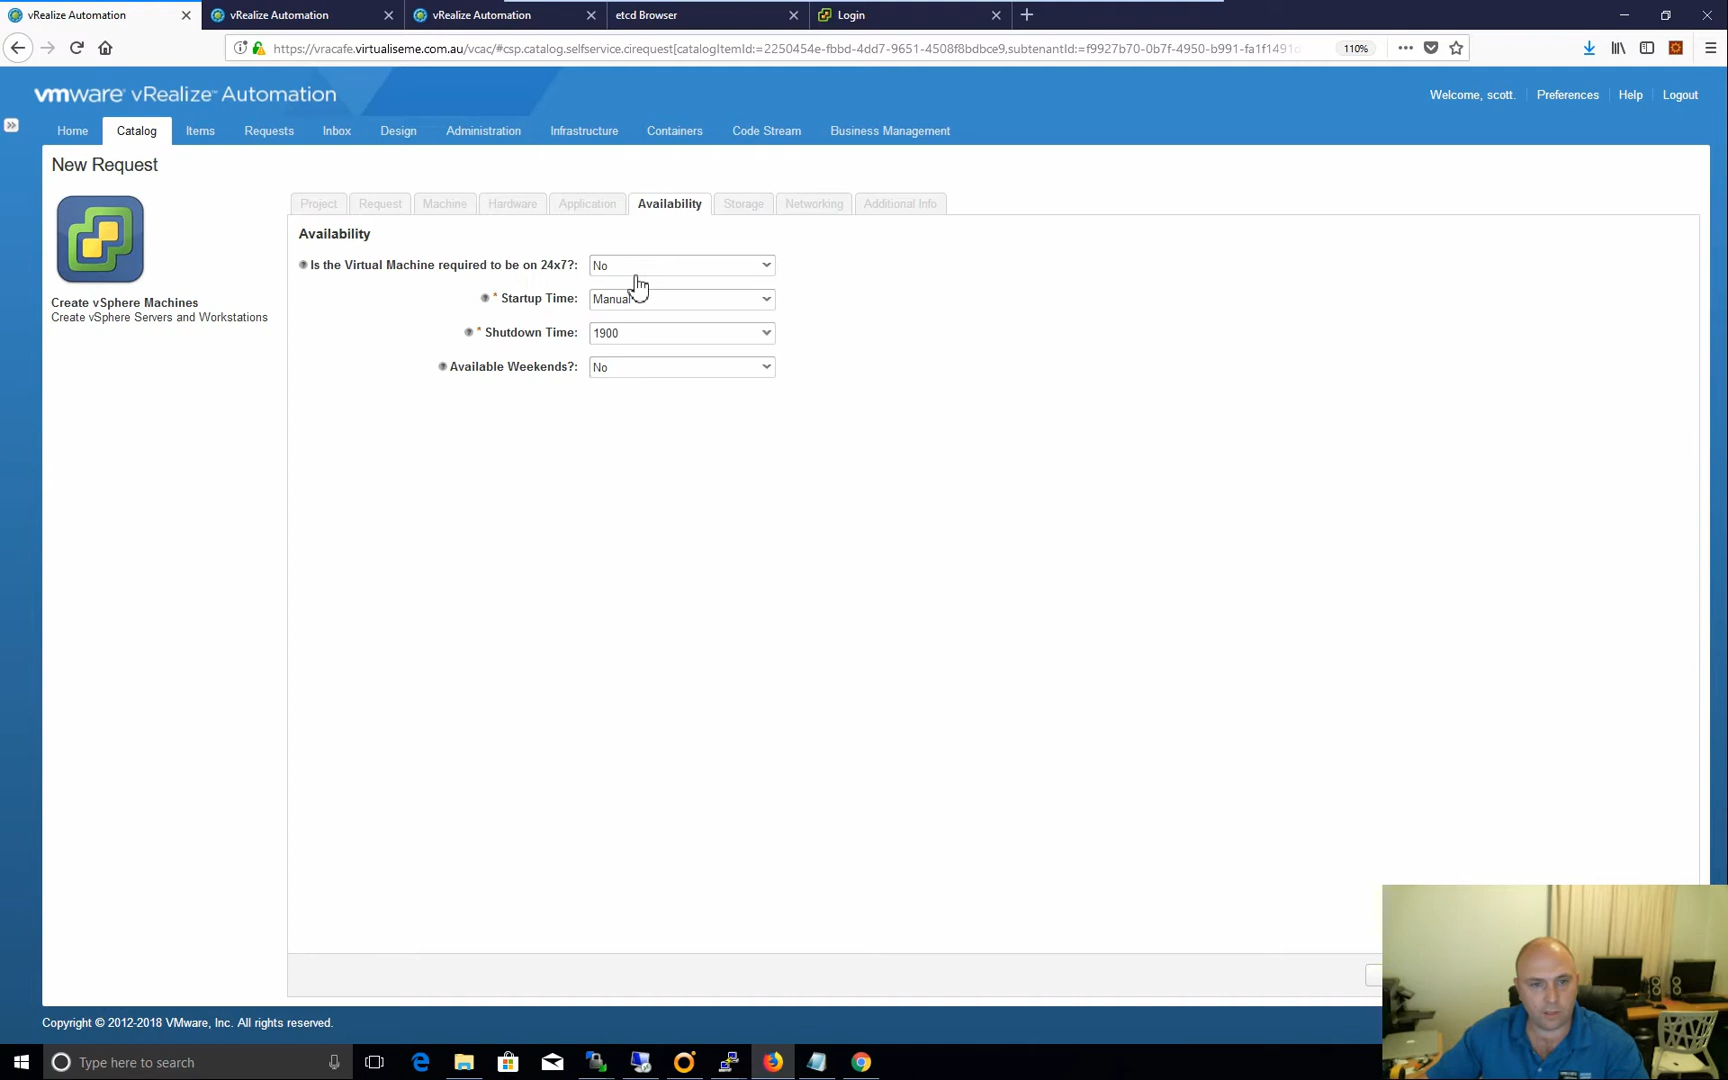 vRealize Automation
vRealize Automation
vRealize Automation
etcd Browser
Login
https://vracafe.virtualiseme.com.au/vcac/#csp.catalog.selfservice.cirequest[catalogItemId=2250454e-fbbd-4dd7-9651-4508f8bdbce9,subtenantId=f9927b70-0b7f-4950-b991-fa1f1491
110%
vmware vRealize™ Automation
Welcome, scott.
Preferences
Help
Logout
Home
Catalog
Items
Requests
Inbox
Design
Administration
Infrastructure
Containers
Code Stream
Business Management
New Request
Project
Request
Machine
Hardware
Application
Availability
Storage
Networking
Additional Info
Availability
Is the Virtual Machine required to be on 24x7?: No
* Startup Time: Manual
* Shutdown Time: 1900
Available Weekends?: No
Create vSphere Machines
Create vSphere Servers and Workstations
Copyright © 2012-2018 VMware, Inc. All rights reserved.
Type here to search